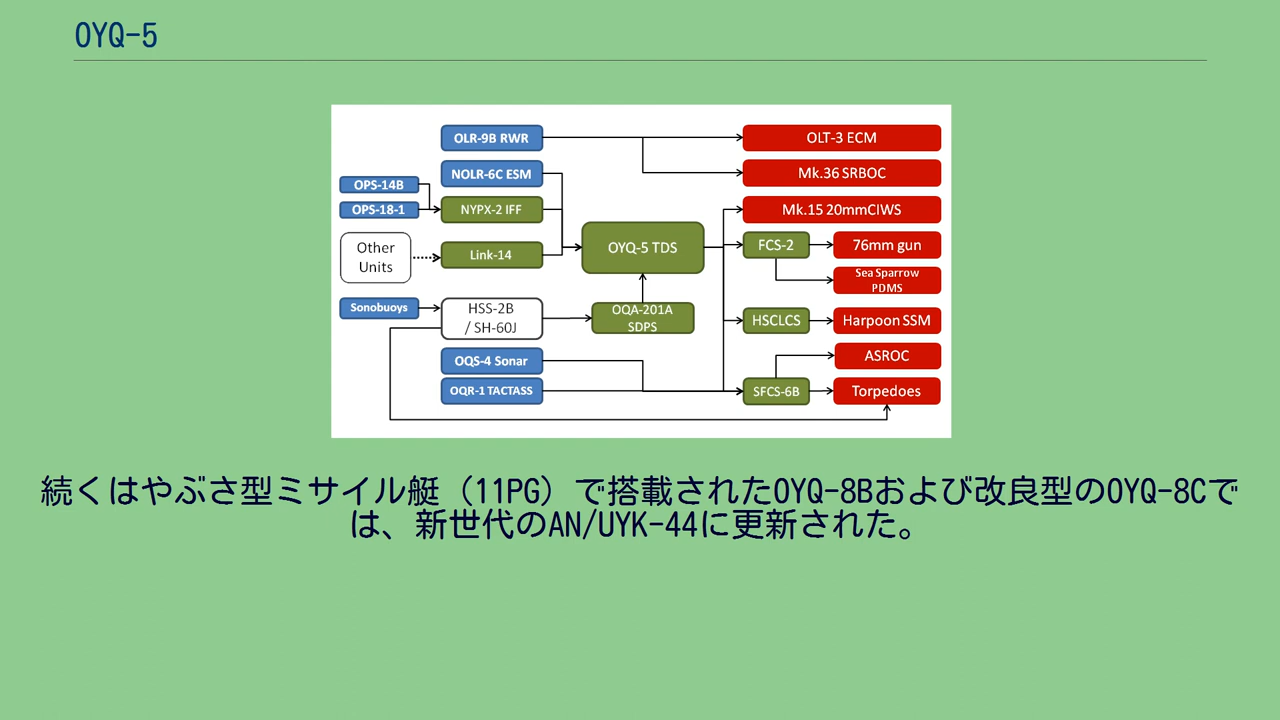 OYQ-5
OLR-9B RWR
OLT-3 ECM
NOLR-6C ESM
Mk.36 SRBOC
OPS-14B
OPS-18-1
NYPX-2 IFF
Mk.15 20mmCIWS
Other
Units
Link-14
OYQ-5 TDS
FCS-2
76mm gun
Sea Sparrow
PDMS
Sonobuoys
HSS-2B
/ SH-60J
OQA-201A
SDPS
HSCLCS
Harpoon SSM
OQS-4 Sonar
ASROC
OQR-1 TACTASS
SFCS-6B
Torpedoes
続くはやぶさ型ミサイル艇（11PG）で搭載されたOYQ-8Bおよび改良型のOYQ-8Cで
は、新世代のAN/UYK-44に更新された。